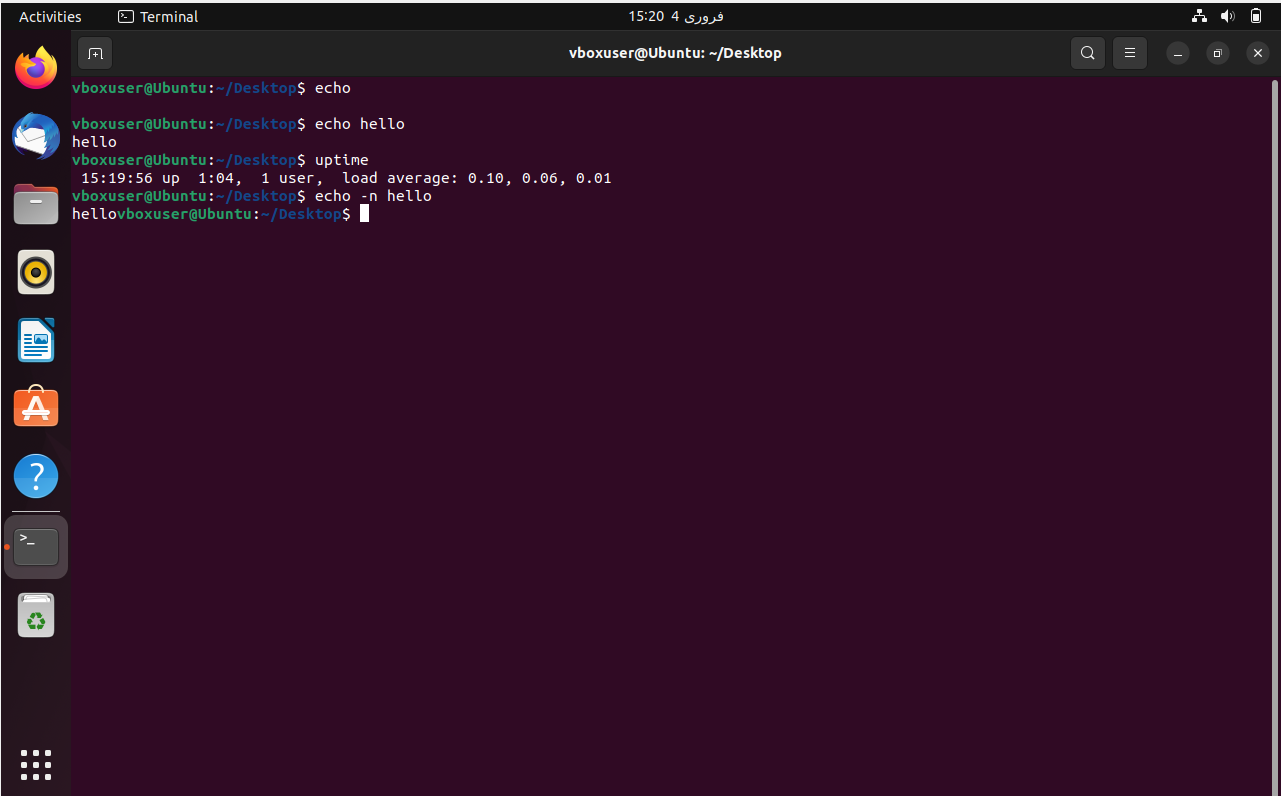 Activities Terminal 15:20 4 فروری
vboxuser@Ubuntu: ~/Desktop
vboxuser@Ubuntu:~/Desktop$ echo
vboxuser@Ubuntu:~/Desktop$ echo hello
hello
vboxuser@Ubuntu:~/Desktop$ uptime
 15:19:56 up  1:04,  1 user,  load average: 0.10, 0.06, 0.01
vboxuser@Ubuntu:~/Desktop$ echo -n hello
hellovboxuser@Ubuntu:~/Desktop$